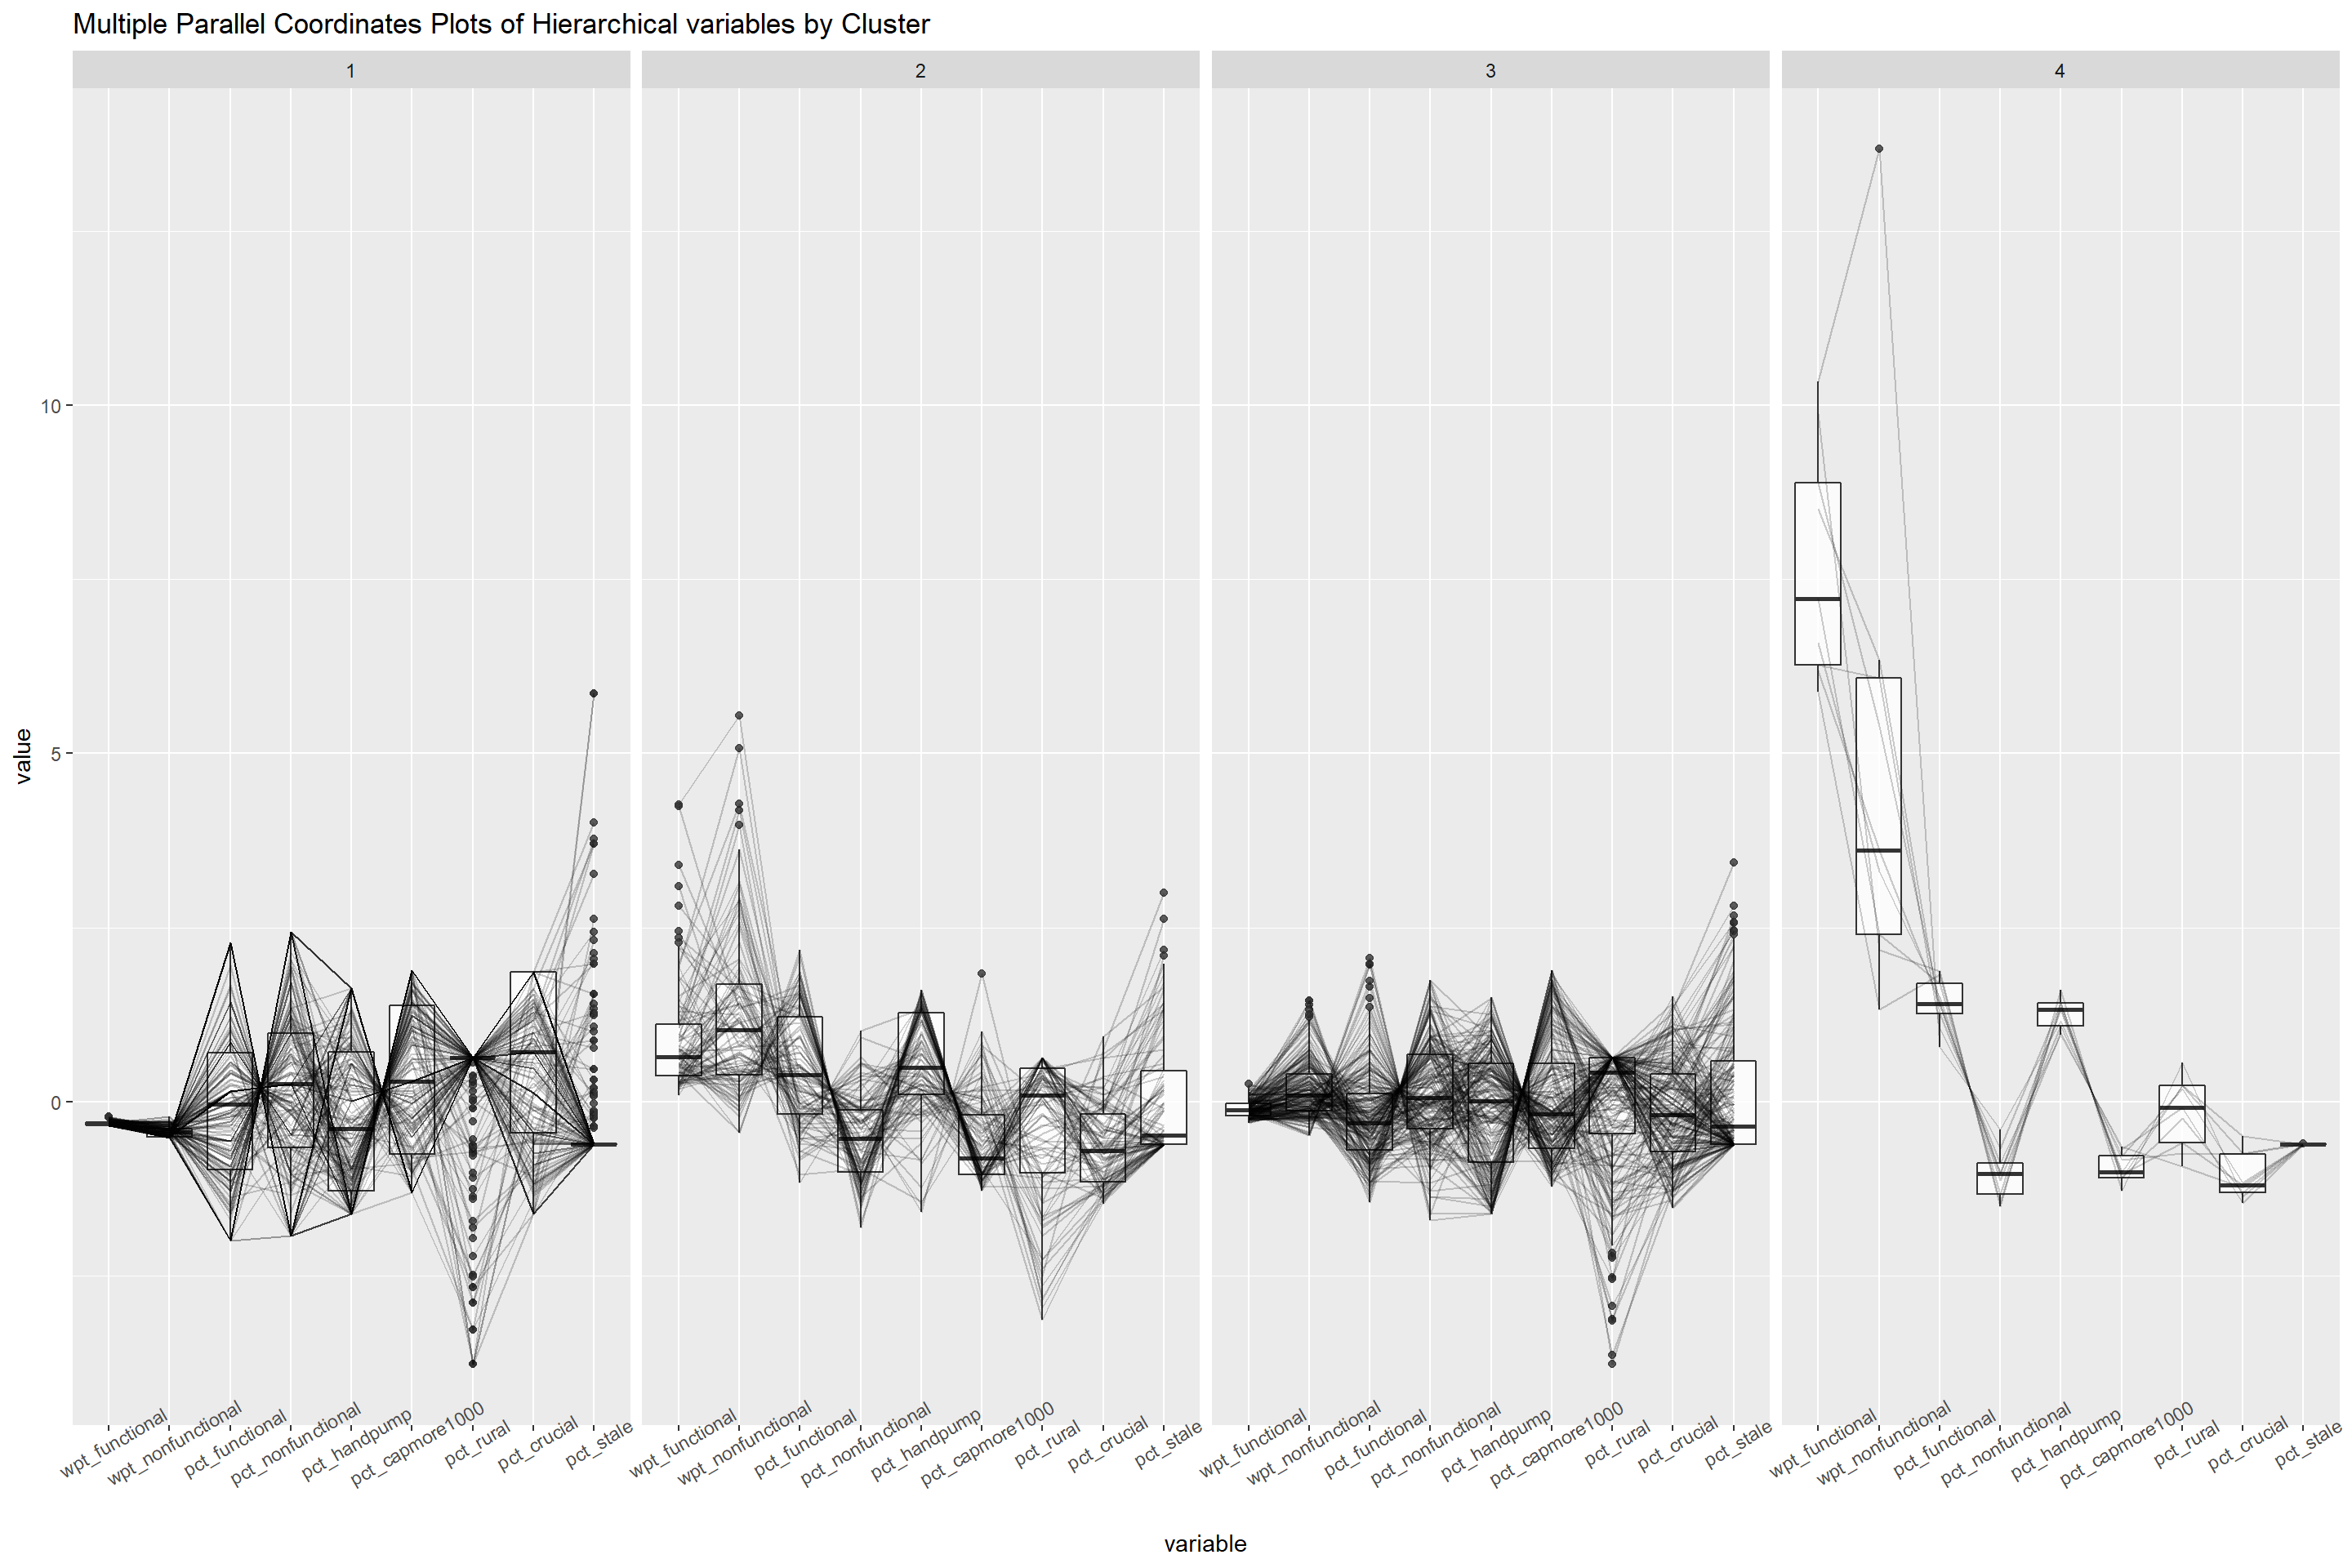 Multiple Parallel Coordinates Plots of Hierarchical variables by Cluster
1 2 3 4
10
5
0
value
wpt_functional wpt_nonfunctional pct_functional pct_nonfunctional pct_handpump pct_capmore1000 pct_rural pct_crucial pct_stale
wpt_functional wpt_nonfunctional pct_functional pct_nonfunctional pct_handpump pct_capmore1000 pct_rural pct_crucial pct_stale
wpt_functional wpt_nonfunctional pct_functional pct_nonfunctional pct_handpump pct_capmore1000 pct_rural pct_crucial pct_stale
wpt_functional wpt_nonfunctional pct_functional pct_nonfunctional pct_handpump pct_capmore1000 pct_rural pct_crucial pct_stale
variable